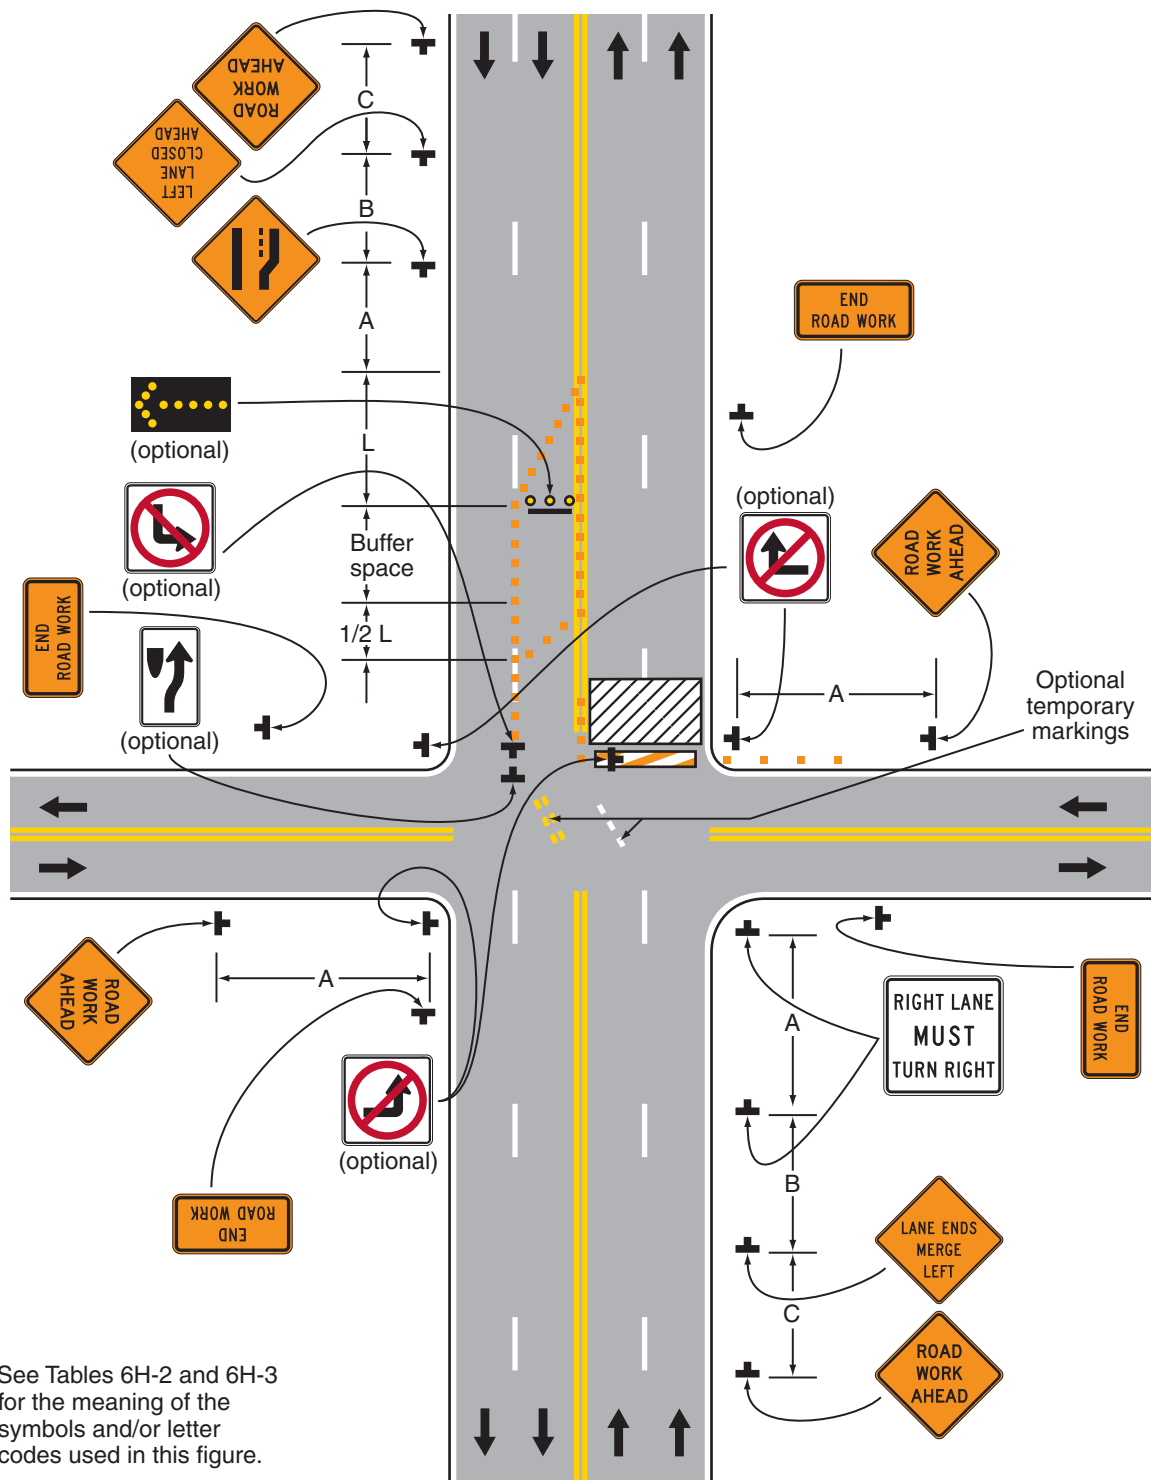 ROAD
WORK
AHEAD
C
LEFT
LANE
CLOSED
AHEAD
B
A
END
ROAD WORK
L
(optional)
(optional)
ROAD
WORK
AHEAD
Buffer
space
(optional)
END
ROAD WORK
1/2 L
A
Optional
temporary
markings
(optional)
ROAD
WORK
AHEAD
A
END
ROAD WORK
RIGHT LANE
MUST
TURN RIGHT
A
(optional)
B
END
ROAD WORK
LANE ENDS
MERGE
LEFT
C
ROAD
WORK
AHEAD
See Tables 6H-2 and 6H-3
for the meaning of the
symbols and/or letter
codes used in this figure.